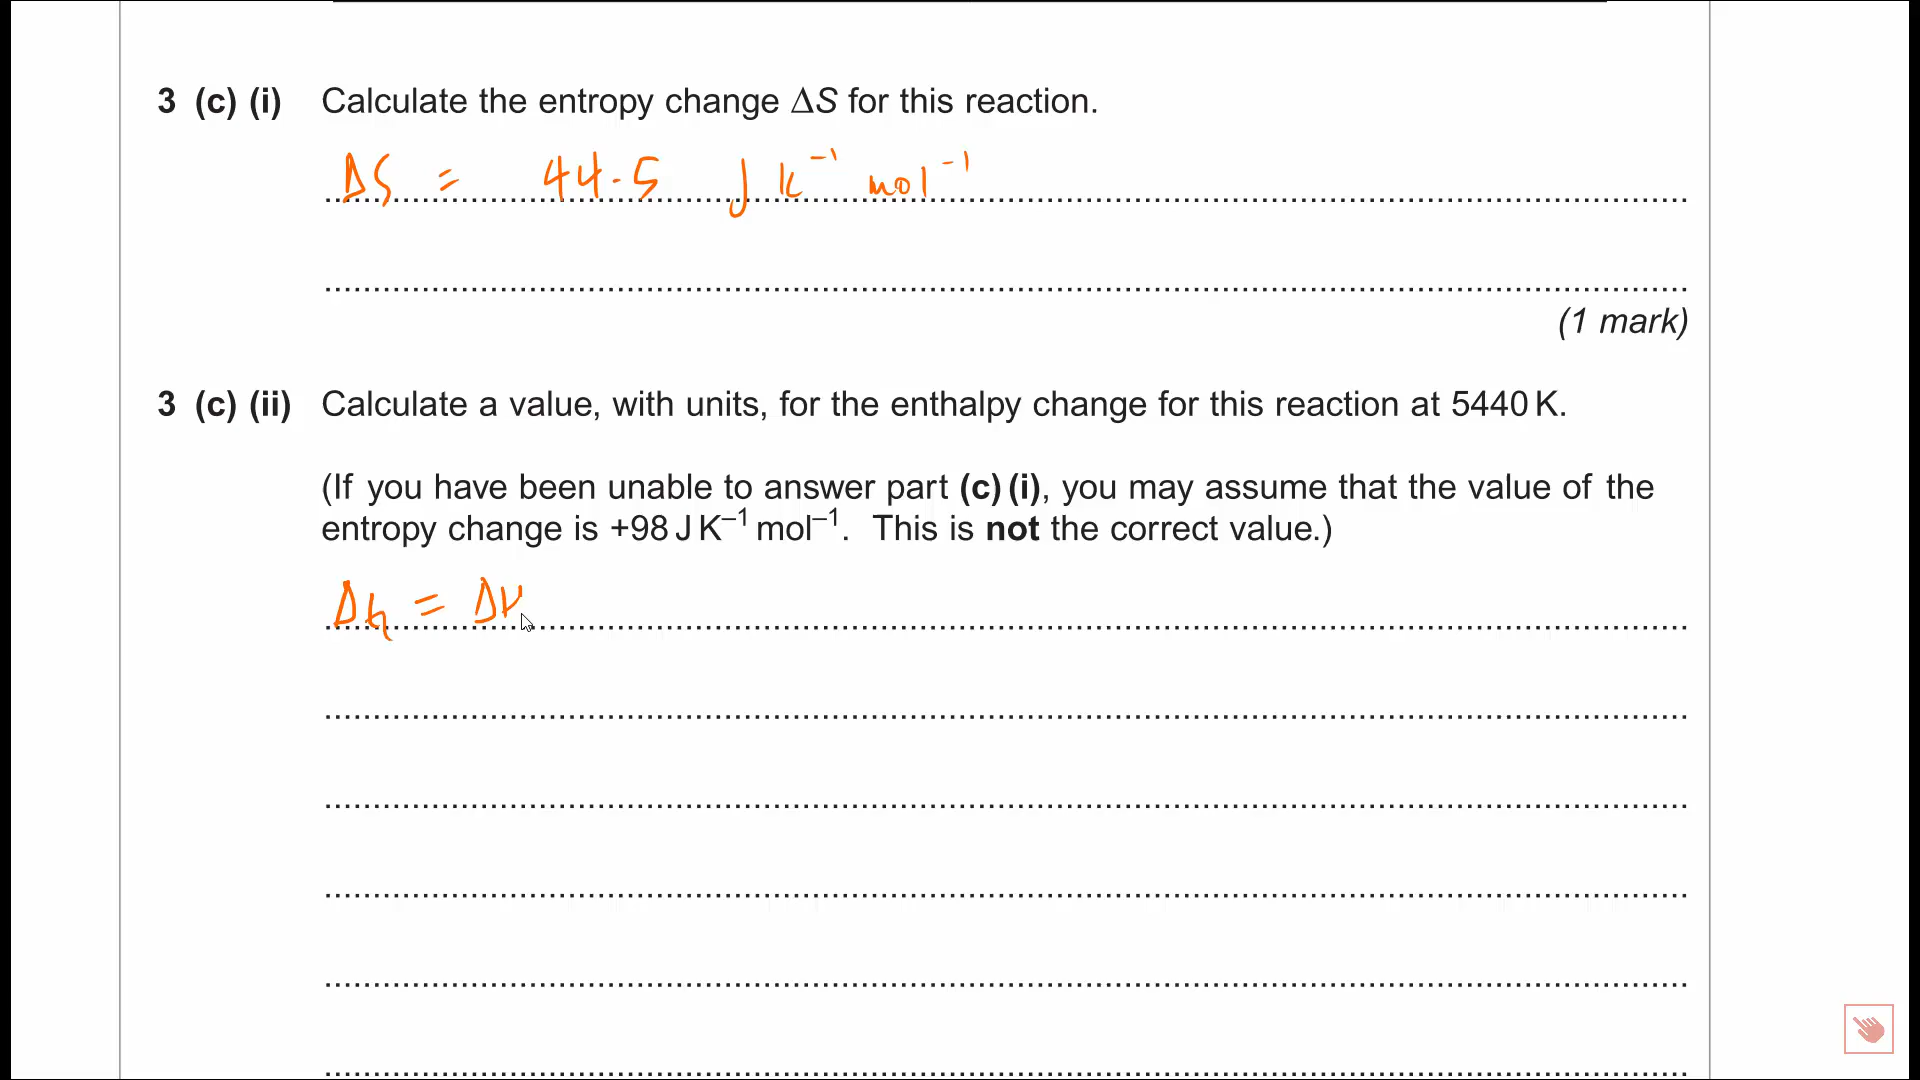 3 (c) (i) Calculate the entropy change ΔS for this reaction.
ΔS = 44.5 J K⁻¹ mol⁻¹
(1 mark)
3 (c) (ii) Calculate a value, with units, for the enthalpy change for this reaction at 5440 K.
(If you have been unable to answer part (c) (i), you may assume that the value of the
entropy change is +98 J K⁻¹ mol⁻¹. This is not the correct value.)
ΔG = ΔH